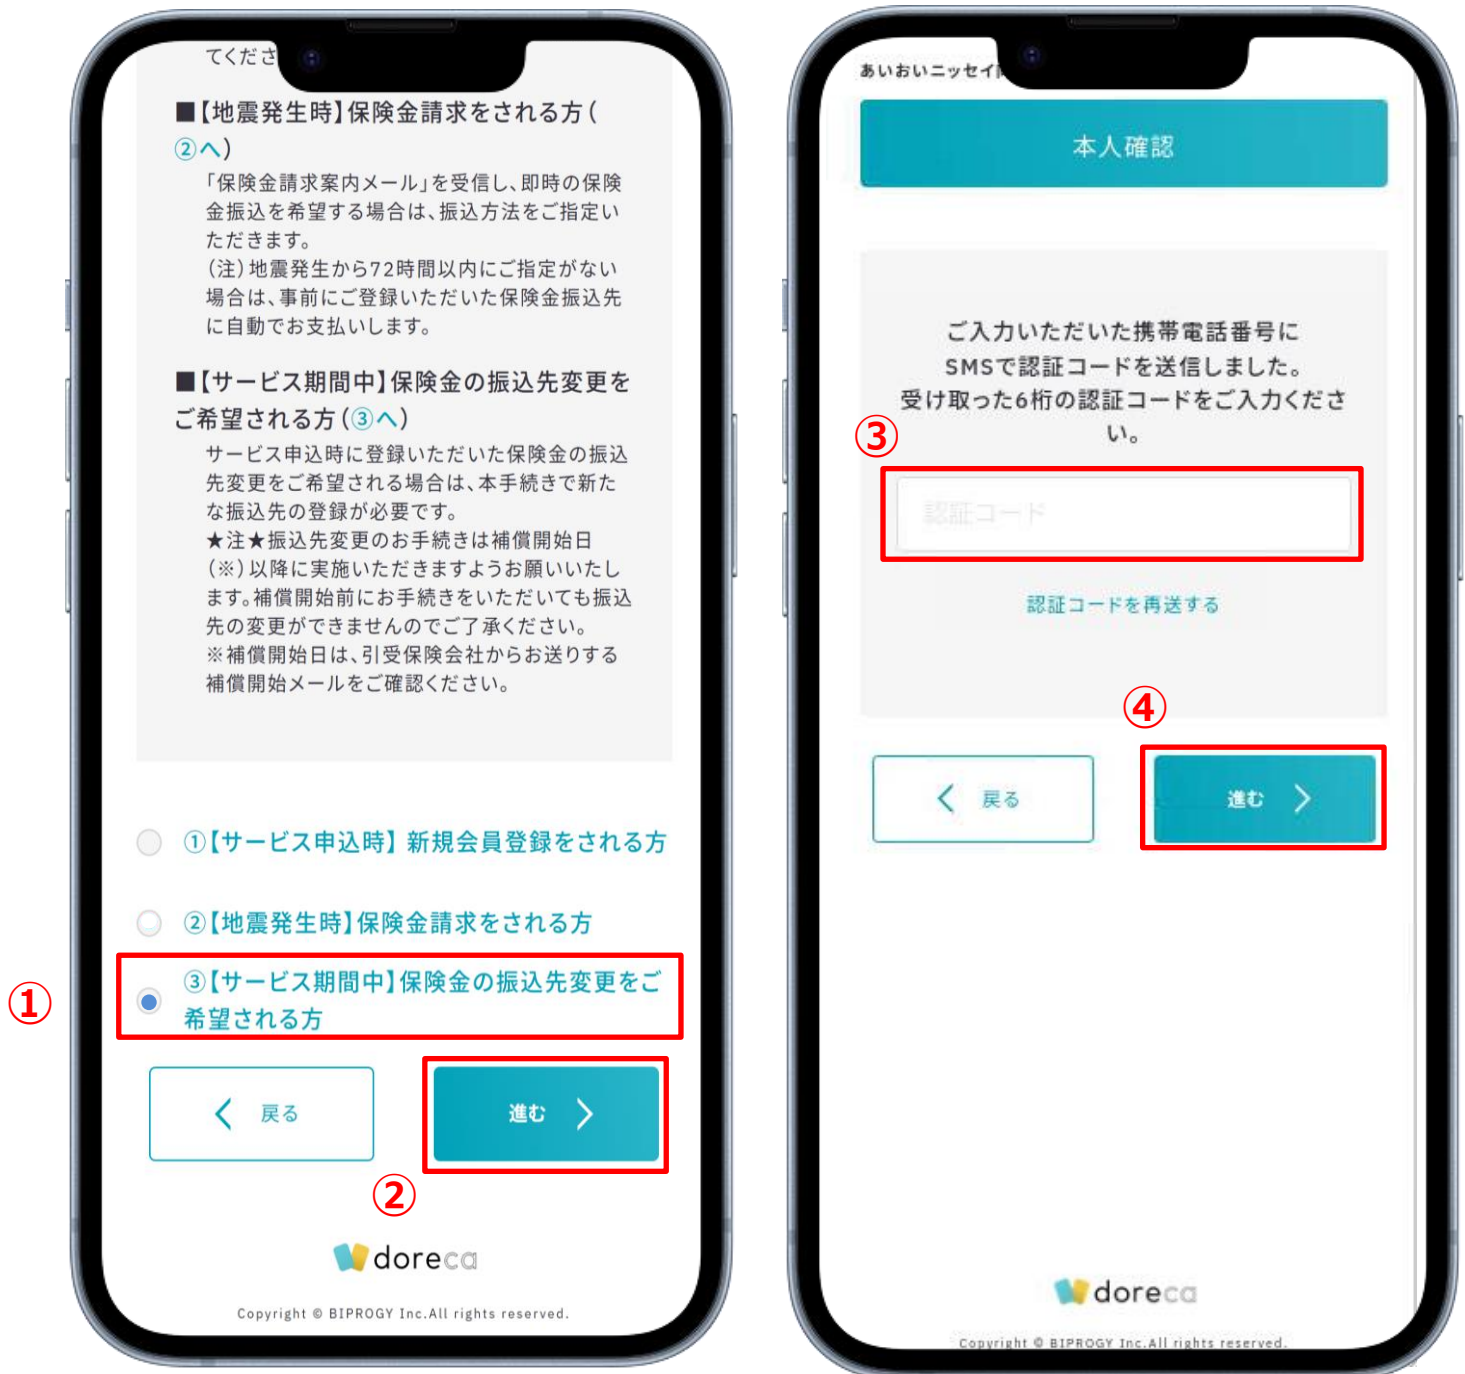 てくださ
■【地震発生時】保険金請求をされる方（
②へ）
「保険金請求案内メール」を受信し、即時の保険
金振込を希望する場合は、振込方法をご指定い
ただきます。
（注）地震発生から72時間以内にご指定がない
場合は、事前にご登録いただいた保険金振込先
に自動でお支払いします。
■【サービス期間中】保険金の振込先変更を
ご希望される方（③へ）
サービス申込時に登録いただいた保険金の振込
先変更をご希望される場合は、本手続きで新た
な振込先の登録が必要です。
★注★振込先変更のお手続きは補償開始日
（※）以降に実施いただきますようお願いいたし
ます。補償開始前にお手続きをいただいても振込
先の変更ができませんのでご了承ください。
※補償開始日は、引受保険会社からお送りする
補償開始メールをご確認ください。
①【サービス申込時】 新規会員登録をされる方
②【地震発生時】保険金請求をされる方
①
③【サービス期間中】保険金の振込先変更をご
希望される方
戻る
進む
②
doreca
Copyright © BIPROGY Inc.All rights reserved.
あいおいニッセイ
本人確認
ご入力いただいた携帯電話番号に
SMSで認証コードを送信しました。
受け取った6桁の認証コードをご入力くださ
い。
③
認証コード
認証コードを再送する
④
戻る
進む
doreca
Copyright © BIPROGY Inc.All rights reserved.